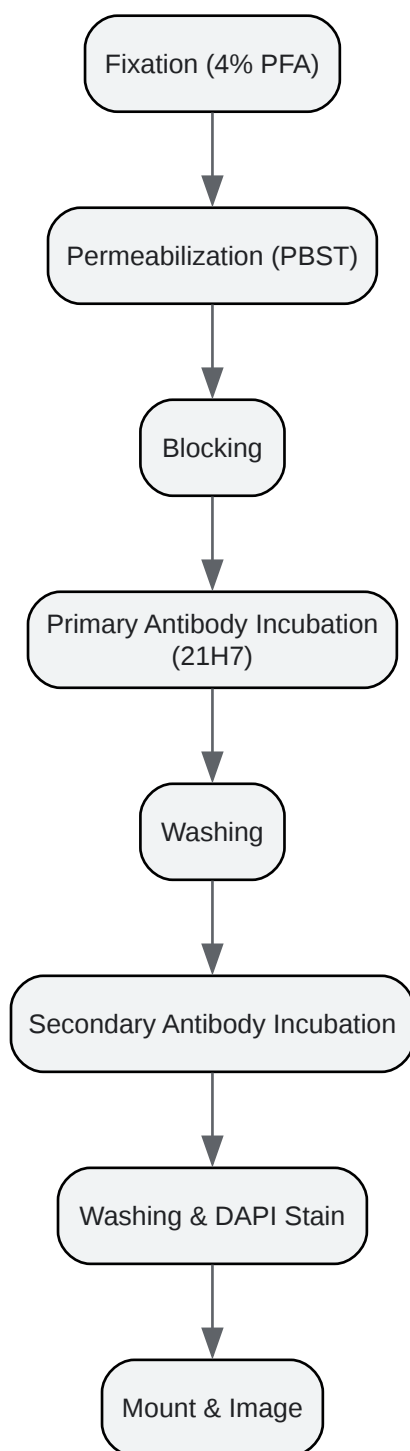 Fixation (4% PFA)
Permeabilization (PBST)
Blocking
Primary Antibody Incubation
(21H7)
Washing
Secondary Antibody Incubation
Washing & DAPI Stain
Mount & Image